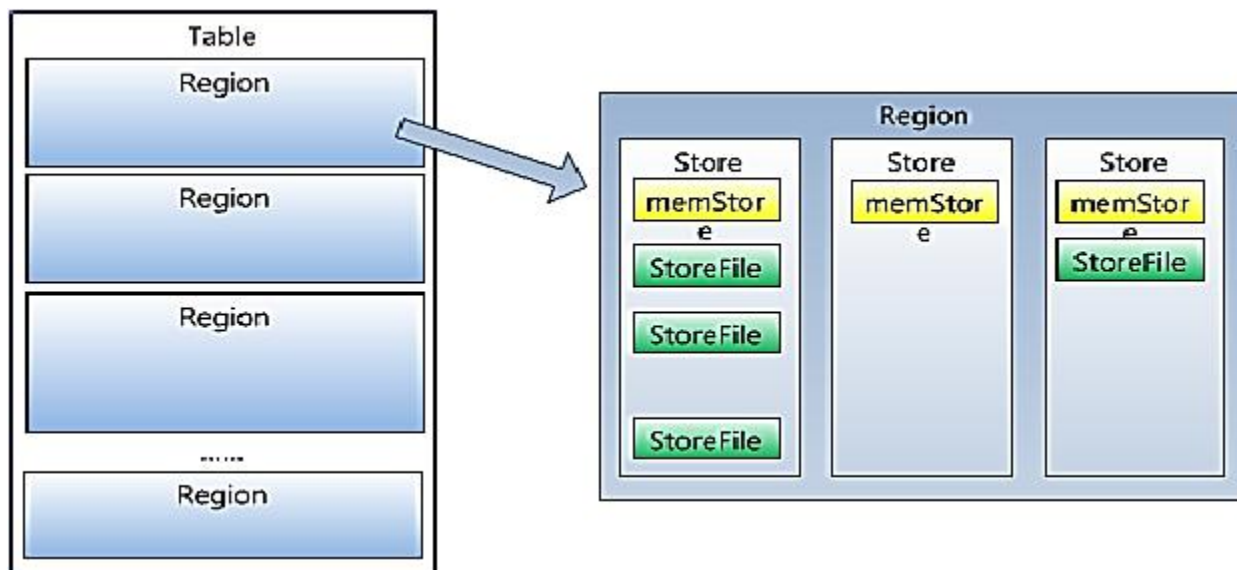 Table
Region
Region
Region
......
Region
Region
Store
memStor
e
StoreFile
StoreFile
StoreFile
Store
memStor
e
Store
memStor
e
StoreFile